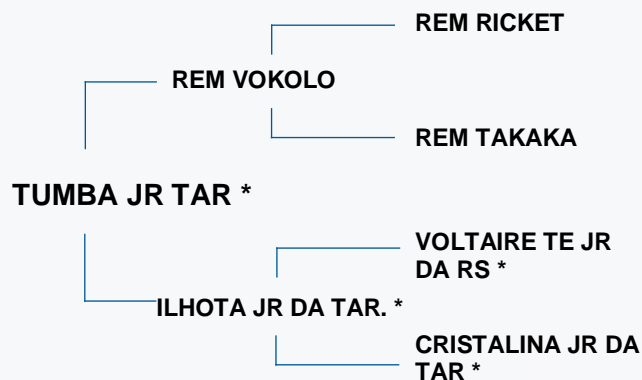 REM RICKET
REM VOKOLO
REM TAKAKA
TUMBA JR TAR *
VOLTAIRE TE JR
DA RS *
ILHOTA JR DA TAR. *
CRISTALINA JR DA
TAR *